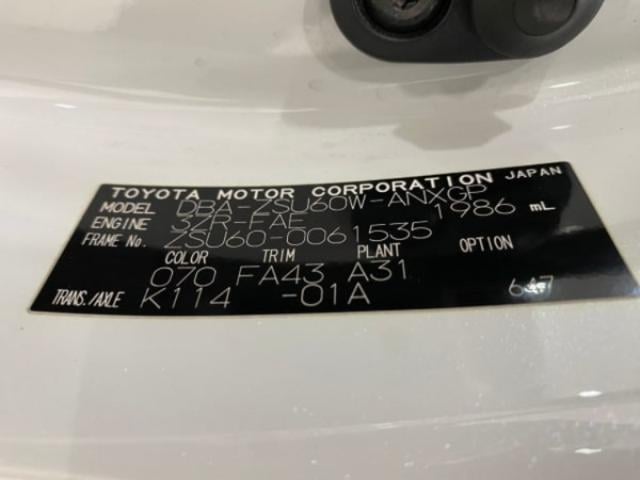 TOYOTA MOTOR CORPORATION JAPAN
MODEL DBA-ZSU60W-ANXGP
ENGINE 3ZR-FAE 1986 mL
FRAME No. ZSU60-0061535
COLOR TRIM PLANT OPTION
070 FA43 A31
TRANS./AXLE K114 -01A 647